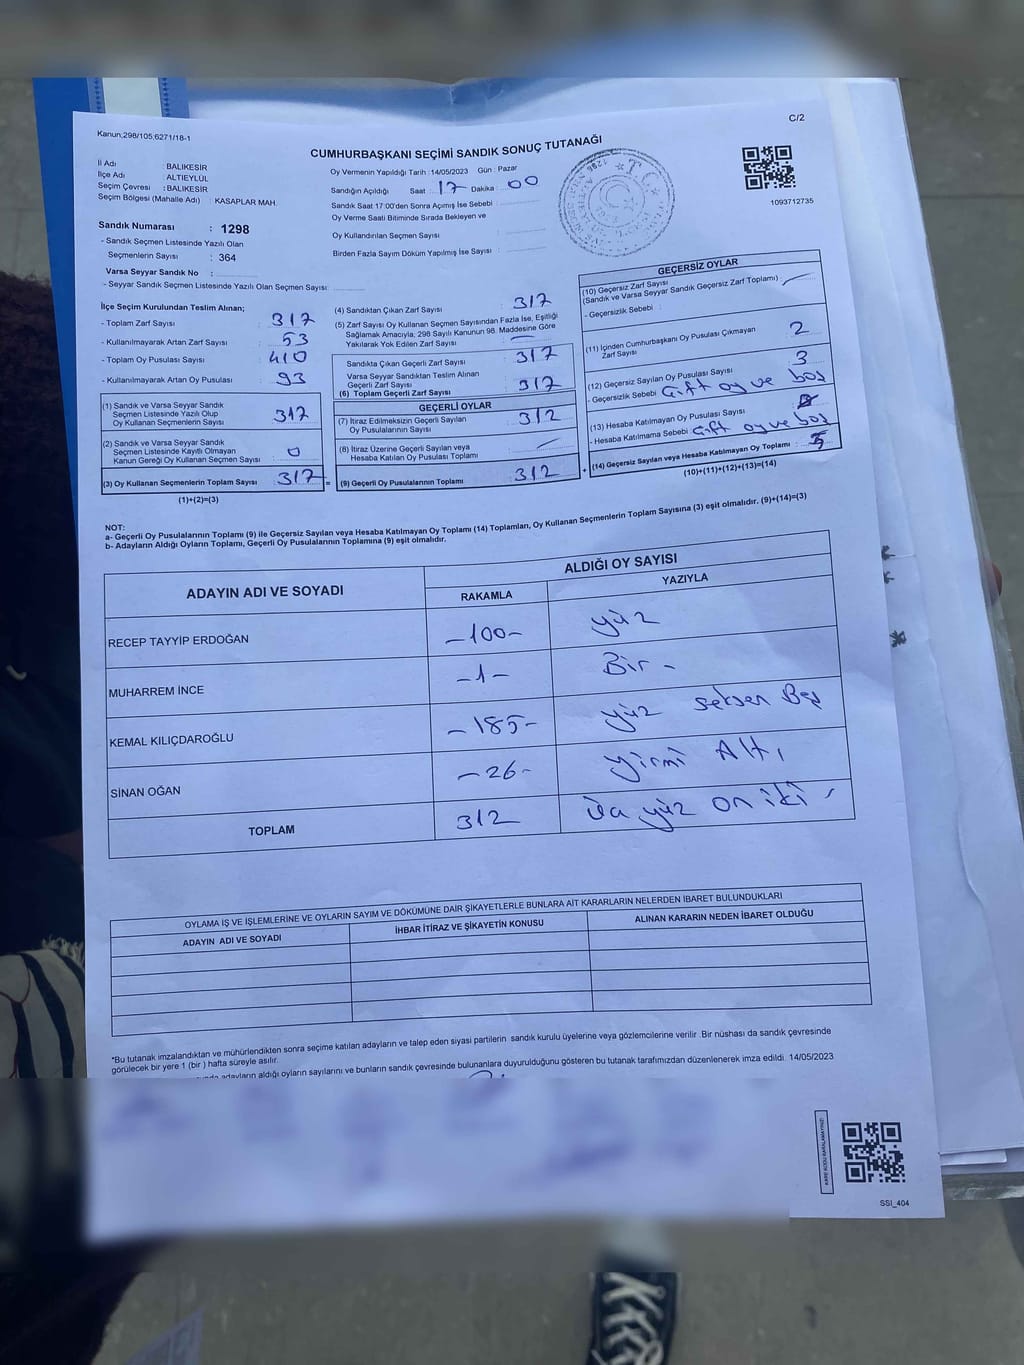 Kanun,298/105;6271/18-1
C/2
CUMHURBAŞKANI SEÇİMİ SANDIK SONUÇ TUTANAĞI
İl Adı : BALIKESİR
İlçe Adı : ALTIEYLÜL
Seçim Çevresi : BALIKESİR
Seçim Bölgesi (Mahalle Adı) : KASAPLAR MAH.
Oy Vermenin Yapıldığı Tarih : 14/05/2023 Gün : Pazar
Sandığın Açıldığı Saat : 17 Dakika : 00
Sandık Saat 17:00'den Sonra Açımış İse Sebebi :
Oy Verme Saati Bitiminde Sırada Bekleyen ve
Oy Kullandırılan Seçmen Sayısı :
Birden Fazla Sayım Döküm Yapılmış İse Sayısı :
1093712735
Sandık Numarası : 1298
- Sandık Seçmen Listesinde Yazılı Olan
Seçmenlerin Sayısı : 364
Varsa Seyyar Sandık No :
- Seyyar Sandık Seçmen Listesinde Yazılı Olan Seçmen Sayısı:
İlçe Seçim Kurulundan Teslim Alınan;
- Toplam Zarf Sayısı : 317
- Kullanılmayarak Artan Zarf Sayısı : 53
- Toplam Oy Pusulası Sayısı : 410
- Kullanılmayarak Artan Oy Pusulası : 93
(1) Sandık ve Varsa Seyyar Sandık
Seçmen Listesinde Yazılı Olup
Oy Kullanan Seçmenlerin Sayısı : 317
(2) Sandık ve Varsa Seyyar Sandık
Seçmen Listesinde Kayıtlı Olmayan
Kanun Gereği Oy Kullanan Seçmen Sayısı : 0
(3) Oy Kullanan Seçmenlerin Toplam Sayısı : 317
(1)+(2)=(3)
(4) Sandıktan Çıkan Zarf Sayısı : 317
(5) Zarf Sayısı Oy Kullanan Seçmen Sayısından Fazla İse, Eşitliği
Sağlamak Amacıyla, 298 Sayılı Kanunun 98. Maddesine Göre
Yakılarak Yok Edilen Zarf Sayısı :
Sandıkta Çıkan Geçerli Zarf Sayısı : 317
Varsa Seyyar Sandıktan Teslim Alınan
Geçerli Zarf Sayısı
(6) Toplam Geçerli Zarf Sayısı : 317
GEÇERLİ OYLAR
(7) İtiraz Edilmeksizin Geçerli Sayılan
Oy Pusulalarının Sayısı : 312
(8) İtiraz Üzerine Geçerli Sayılan veya
Hesaba Katılan Oy Pusulası Toplamı :
(9) Geçerli Oy Pusulalarının Toplamı : 312
GEÇERSİZ OYLAR
(10) Geçersiz Zarf Sayısı
(Sandık ve Varsa Seyyar Sandık Geçersiz Zarf Toplamı) :
- Geçersizlik Sebebi :
(11) İçinden Cumhurbaşkanı Oy Pusulası Çıkmayan
Zarf Sayısı : 2
(12) Geçersiz Sayılan Oy Pusulası Sayısı : 3
- Geçersizlik Sebebi : Çift oy ve boş
(13) Hesaba Katılmayan Oy Pusulası Sayısı :
- Hesaba Katılmama Sebebi : Çift oy ve boş
(14) Geçersiz Sayılan veya Hesaba Katılmayan Oy Toplamı : 5
(10)+(11)+(12)+(13)=(14)
NOT:
a- Geçerli Oy Pusulalarının Toplamı (9) ile Geçersiz Sayılan veya Hesaba Katılmayan Oy Toplamı (14) Toplamları, Oy Kullanan Seçmenlerin Toplam Sayısına (3) eşit olmalıdır. (9)+(14)=(3)
b- Adayların Aldığı Oyların Toplamı, Geçerli Oy Pusulalarının Toplamına (9) eşit olmalıdır.
ADAYIN ADI VE SOYADI
ALDIĞI OY SAYISI
RAKAMLA YAZIYLA
RECEP TAYYİP ERDOĞAN -100- yüz
MUHARREM İNCE -1- Bir -
KEMAL KILIÇDAROĞLU -185- yüz seksen Beş
SİNAN OĞAN -26- yirmi Altı
TOPLAM 312 yüz on iki
OYLAMA İŞ VE İŞLEMLERİNE VE OYLARIN SAYIM VE DÖKÜMÜNE DAİR ŞİKAYETLERLE BUNLARA AİT KARARLARIN NELERDEN İBARET BULUNDUKLARI
ADAYIN ADI VE SOYADI İHBAR İTİRAZ VE ŞİKAYETİN KONUSU ALINAN KARARIN NEDEN İBARET OLDUĞU
*Bu tutanak imzalandıktan ve mühürlendikten sonra seçime katılan adayların ve talep eden siyasi partilerin sandık kurulu üyelerine veya gözlemcilerine verilir. Bir nüshası da sandık çevresinde
görülecek bir yere 1 (bir ) hafta süreyle asılır.
adayların aldığı oyların sayılarını ve bunların sandık çevresinde bulunanlara duyurulduğunu gösteren bu tutanak tarafımızdan düzenlenerek imza edildi. 14/05/2023
KARE KODU KARALAMAYINIZ!
SSI_404